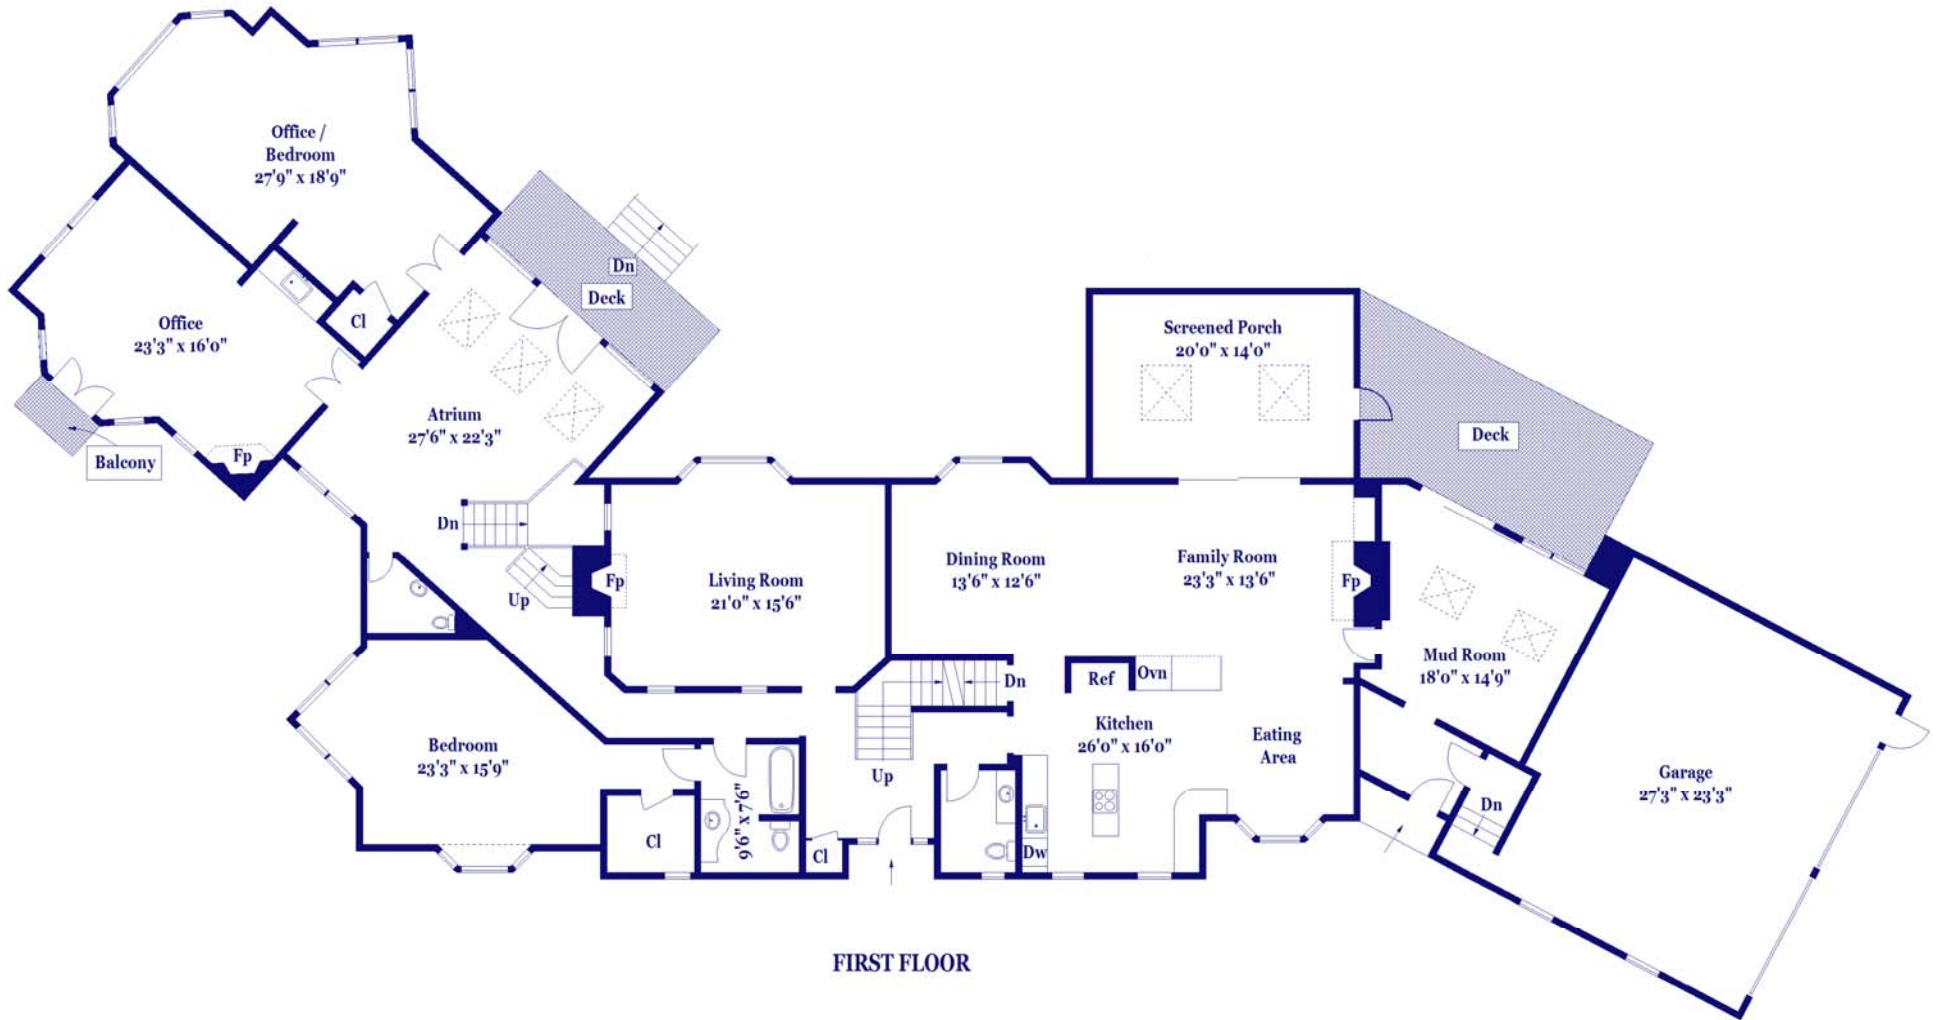 Office /
Bedroom
27'9" x 18'9"
Dn
Deck
Office
23'3" x 16'0"
Cl
Screened Porch
20'0" x 14'0"
Atrium
27'6" x 22'3"
Deck
Balcony
Fp
Dn
Up
Fp
Living Room
21'0" x 15'6"
Dining Room
13'6" x 12'6"
Family Room
23'3" x 13'6"
Fp
Mud Room
18'0" x 14'9"
Dn
Ref
Ovn
Kitchen
26'0" x 16'0"
Eating
Area
Bedroom
23'3" x 15'9"
Up
Garage
27'3" x 23'3"
Dn
9'6" x 7'6"
Cl
Cl
Dw
FIRST FLOOR